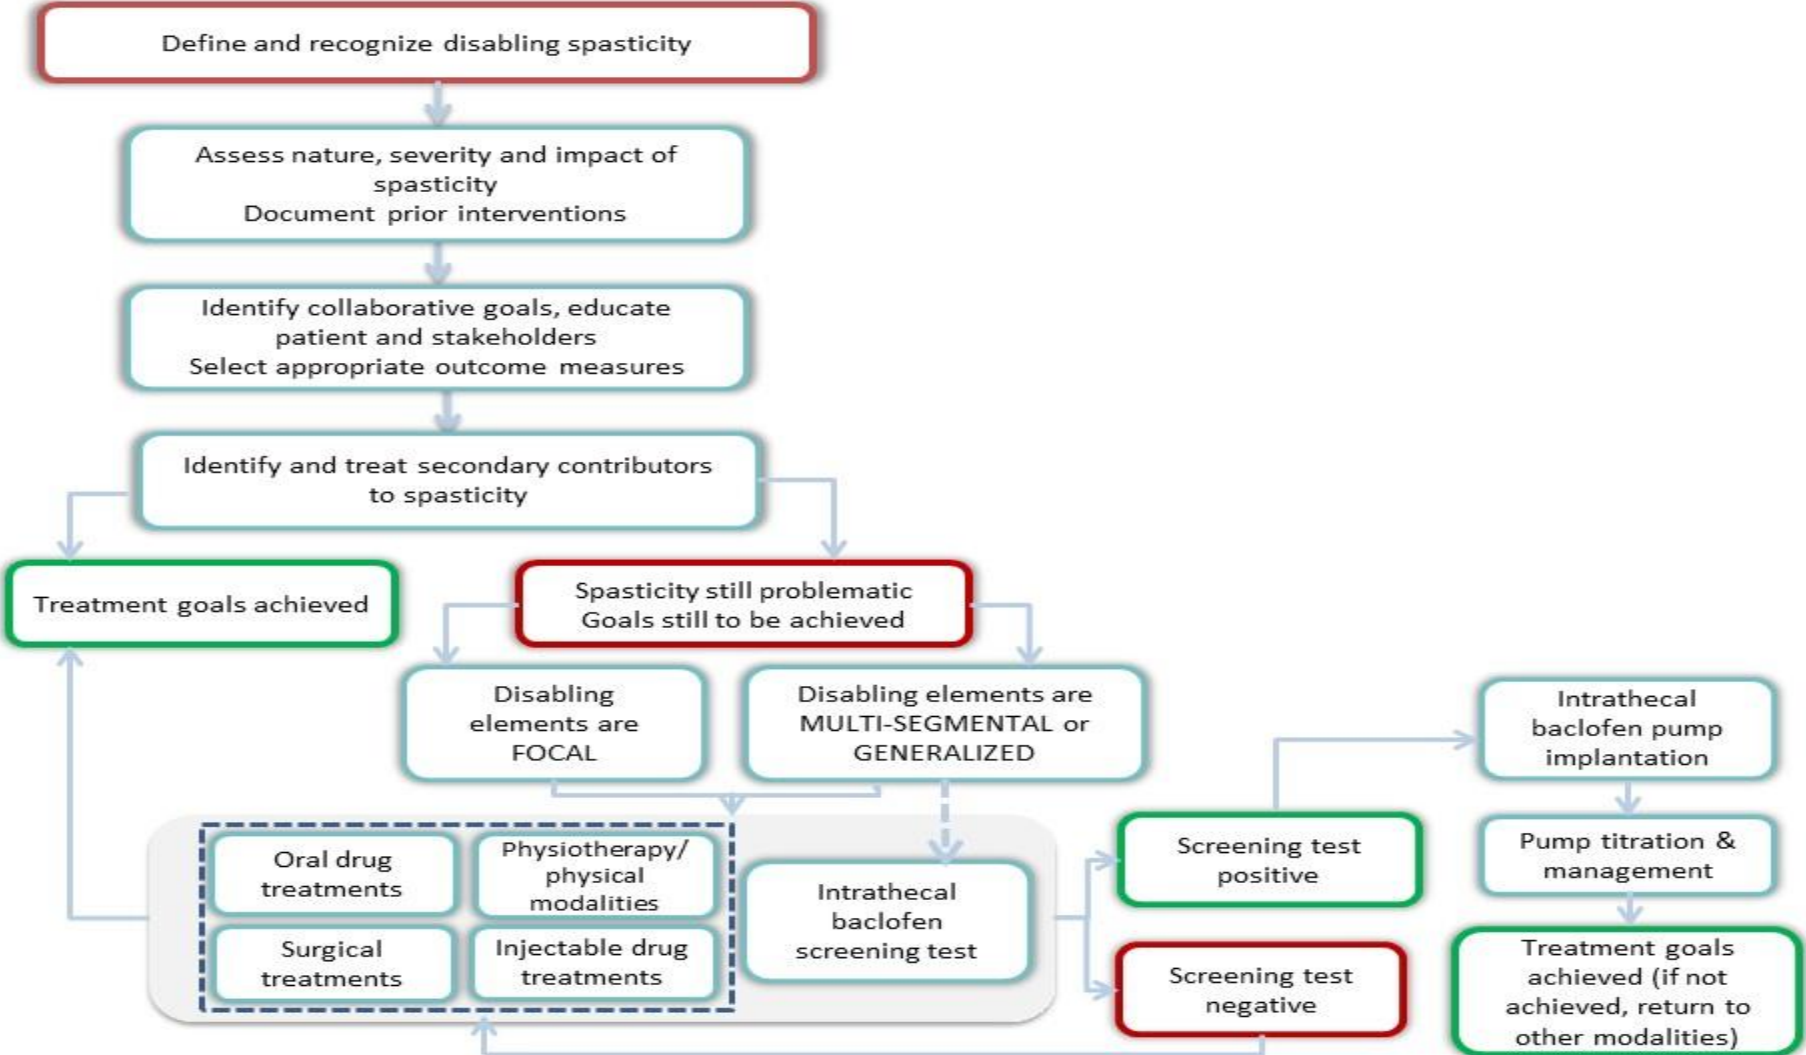 Define and recognize disabling spasticity
Assess nature, severity and impact of
spasticity
Document prior interventions
Identify collaborative goals, educate
patient and stakeholders
Select appropriate outcome measures
Identify and treat secondary contributors
to spasticity
Treatment goals achieved
Spasticity still problematic
Goals still to be achieved
Disabling
elements are
FOCAL
Disabling elements are
MULTI-SEGMENTAL or
GENERALIZED
Oral drug
treatments
Physiotherapy/
physical
modalities
Surgical
treatments
Injectable drug
treatments
Intrathecal
baclofen
screening test
Screening test
positive
Screening test
negative
Intrathecal
baclofen pump
implantation
Pump titration &
management
Treatment goals
achieved (if not
achieved, return to
other modalities)